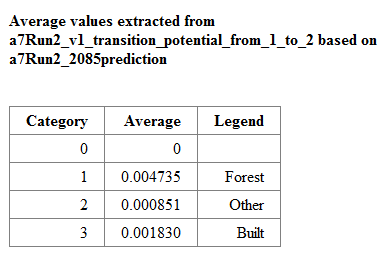 Average values extracted from
a7Run2_v1_transition_potential_from_1_to_2 based on
a7Run2_2085prediction
Category Average Legend
0 0
1 0.004735 Forest
2 0.000851 Other
3 0.001830 Built